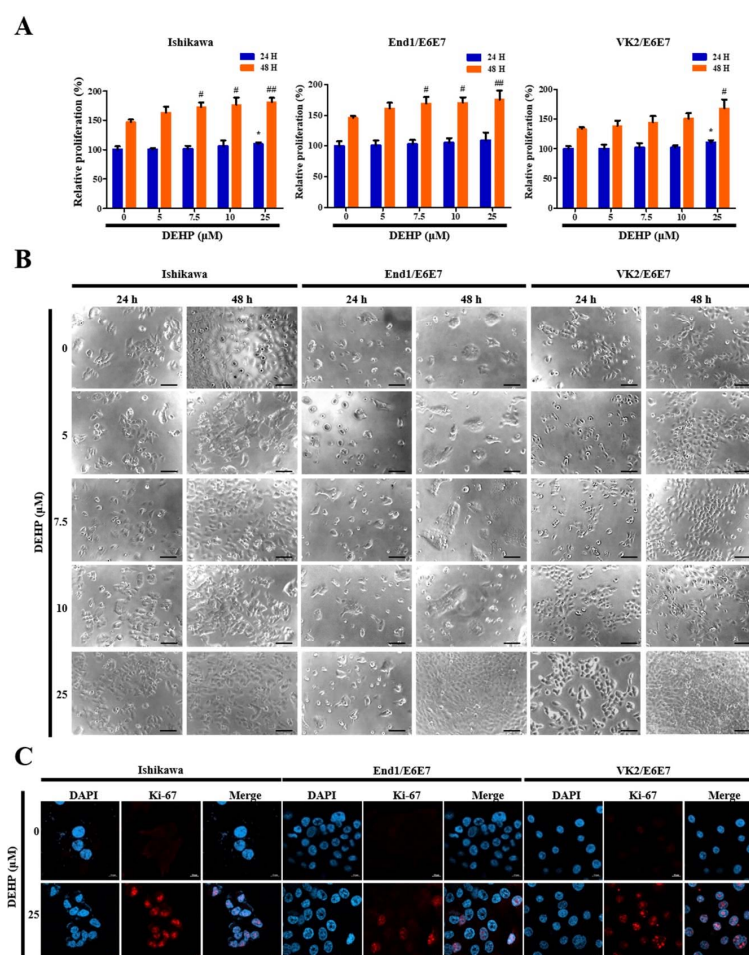 A
Ishikawa
24 H
48 H
Relative proliferation (%)
200
150
100
50
0
#
#
##
*
0 5 7.5 10 25
DEHP (μM)
End1/E6E7
24 H
48 H
Relative proliferation (%)
200
150
100
50
0
#
#
##
0 5 7.5 10 25
DEHP (μM)
VK2/E6E7
24 H
48 H
Relative proliferation (%)
200
150
100
50
0
#
*
0 5 7.5 10 25
DEHP (μM)
B
Ishikawa End1/E6E7 VK2/E6E7
24 h 48 h 24 h 48 h 24 h 48 h
DEHP (μM)
0
5
7.5
10
25
C
Ishikawa End1/E6E7 VK2/E6E7
DAPI Ki-67 Merge DAPI Ki-67 Merge DAPI Ki-67 Merge
DEHP (μM)
0
25